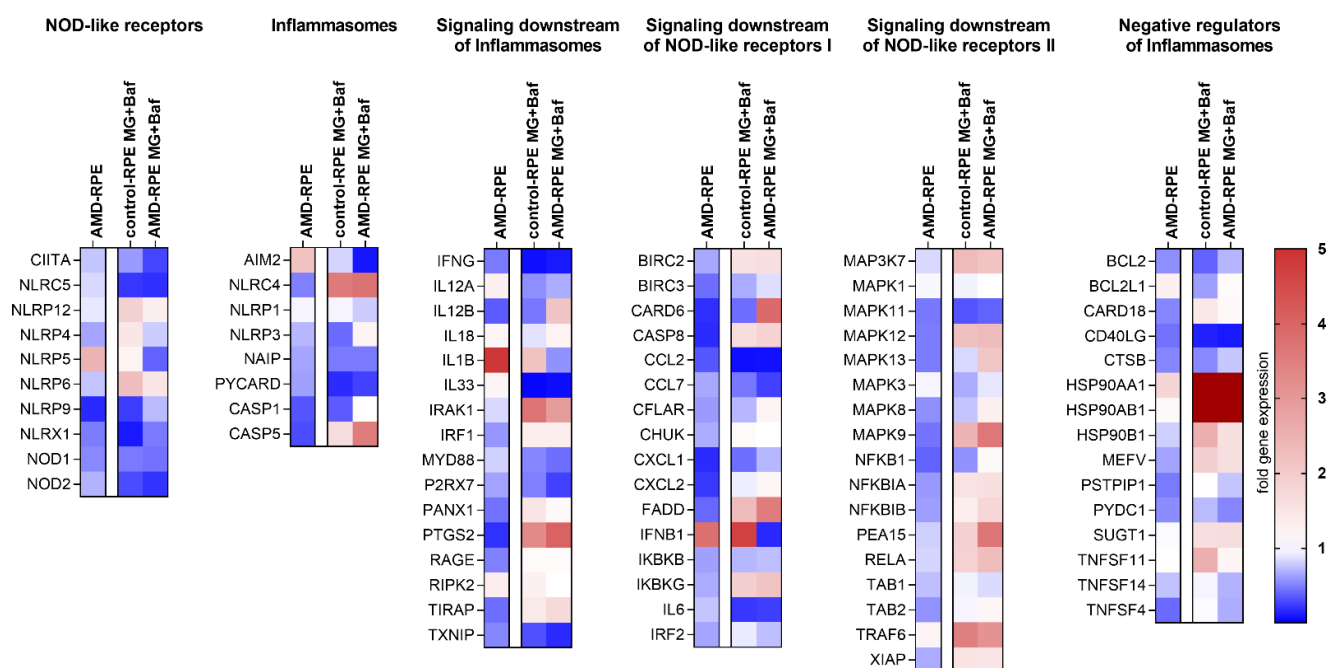 NOD-like receptors
Inflammasomes
Signaling downstream
of Inflammasomes
Signaling downstream
of NOD-like receptors I
Signaling downstream
of NOD-like receptors II
Negative regulators
of Inflammasomes
AMD-RPE
control-RPE MG+Baf
AMD-RPE MG+Baf
AMD-RPE
control-RPE MG+Baf
AMD-RPE MG+Baf
AMD-RPE
control-RPE MG+Baf
AMD-RPE MG+Baf
AMD-RPE
control-RPE MG+Baf
AMD-RPE MG+Baf
AMD-RPE
control-RPE MG+Baf
AMD-RPE MG+Baf
AMD-RPE
control-RPE MG+Baf
AMD-RPE MG+Baf
CIITA
NLRC5
NLRP12
NLRP4
NLRP5
NLRP6
NLRP9
NLRX1
NOD1
NOD2
AIM2
NLRC4
NLRP1
NLRP3
NAIP
PYCARD
CASP1
CASP5
IFNG
IL12A
IL12B
IL18
IL1B
IL33
IRAK1
IRF1
MYD88
P2RX7
PANX1
PTGS2
RAGE
RIPK2
TIRAP
TXNIP
BIRC2
BIRC3
CARD6
CASP8
CCL2
CCL7
CFLAR
CHUK
CXCL1
CXCL2
FADD
IFNB1
IKBKB
IKBKG
IL6
IRF2
MAP3K7
MAPK1
MAPK11
MAPK12
MAPK13
MAPK3
MAPK8
MAPK9
NFKB1
NFKBIA
NFKBIB
PEA15
RELA
TAB1
TAB2
TRAF6
XIAP
BCL2
BCL2L1
CARD18
CD40LG
CTSB
HSP90AA1
HSP90AB1
HSP90B1
MEFV
PSTPIP1
PYDC1
SUGT1
TNFSF11
TNFSF14
TNFSF4
5
4
3
2
1
fold gene expression